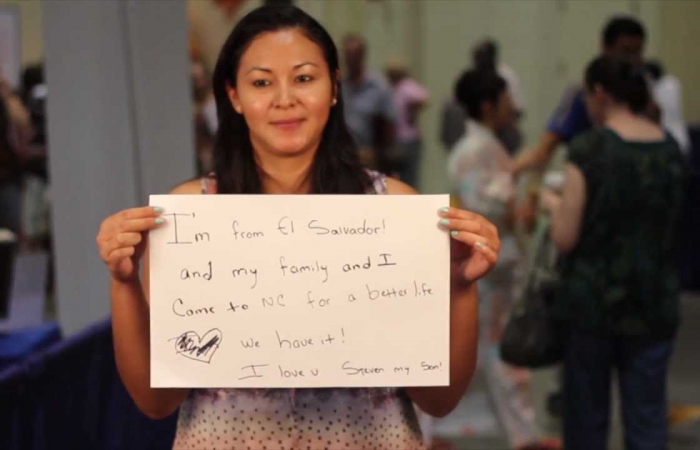 I'm from El Salvador!
and my family and I
Came to NC for a better life
we have it!
I love u Steven my Son!